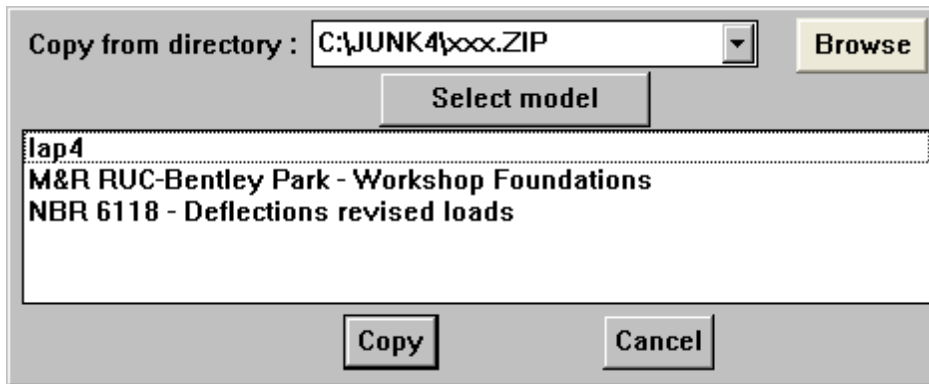 Copy from directory : C:\JUNK4\xxx.ZIP Browse
Select model
lap4
M&R RUC-Bentley Park - Workshop Foundations
NBR 6118 - Deflections revised loads
Copy Cancel